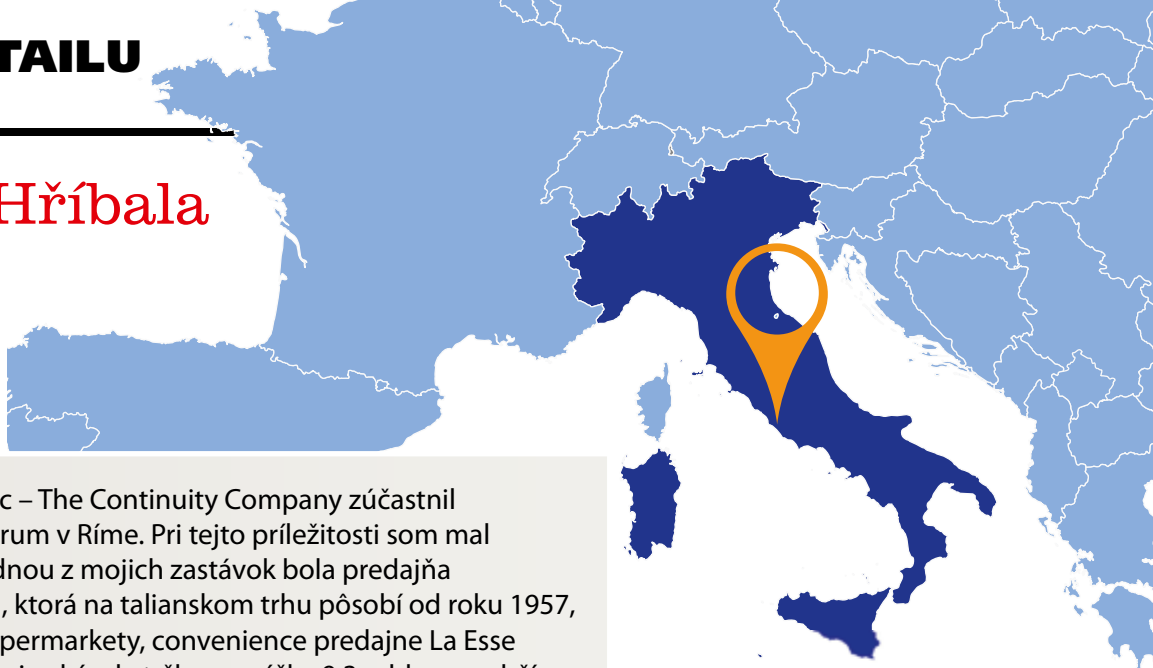 TAILU
Hříbala
c – The Continuity Company zúčastnil
rum v Ríme. Pri tejto príležitosti som mal
dnou z mojich zastávok bola predajňa
, ktorá na talianskom trhu pôsobí od roku 1957,
permarkety, convenience predajne La Esse